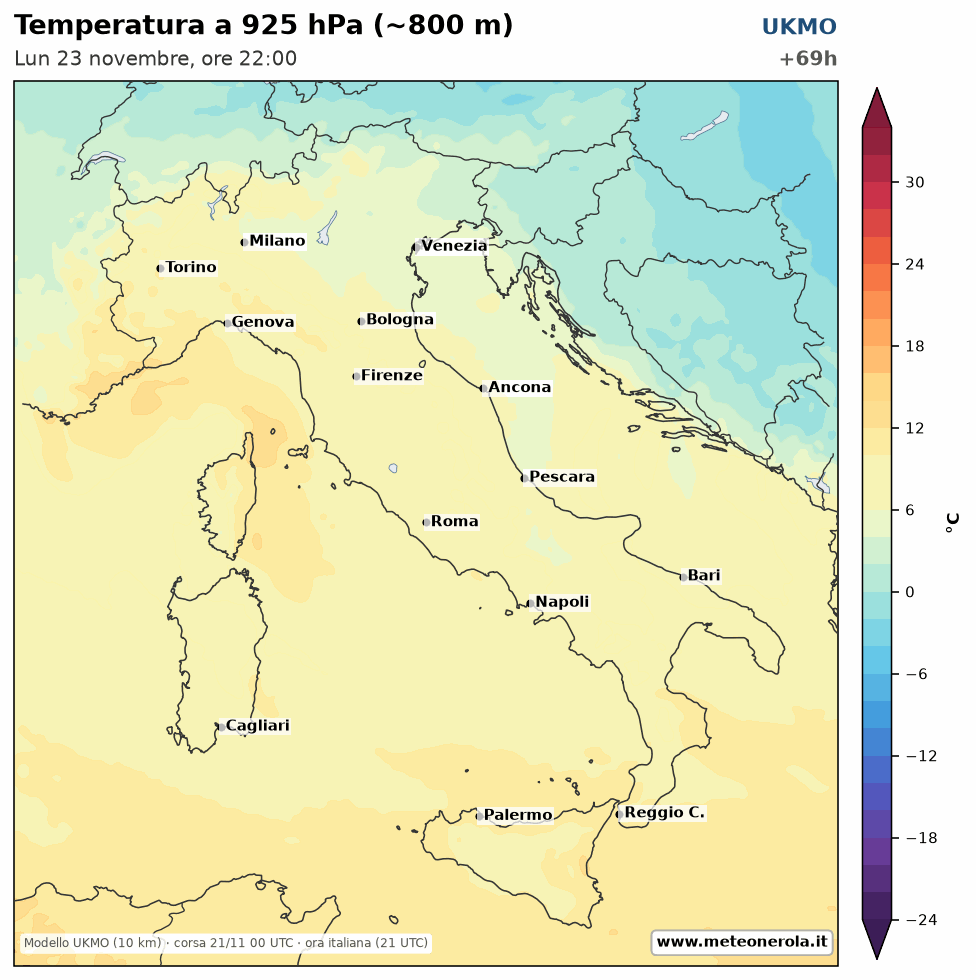 Temperatura a 925 hPa (~800 m)
UKMO
Lun 23 novembre, ore 22:00
+69h
Milano
Venezia
Torino
Genova
Bologna
Firenze
Ancona
Pescara
Roma
Bari
Napoli
Cagliari
Palermo
Reggio C.
30
24
18
12
6
0
−6
−12
−18
−24
°C
Modello UKMO (10 km) · corsa 21/11 00 UTC · ora italiana (21 UTC)
www.meteonerola.it